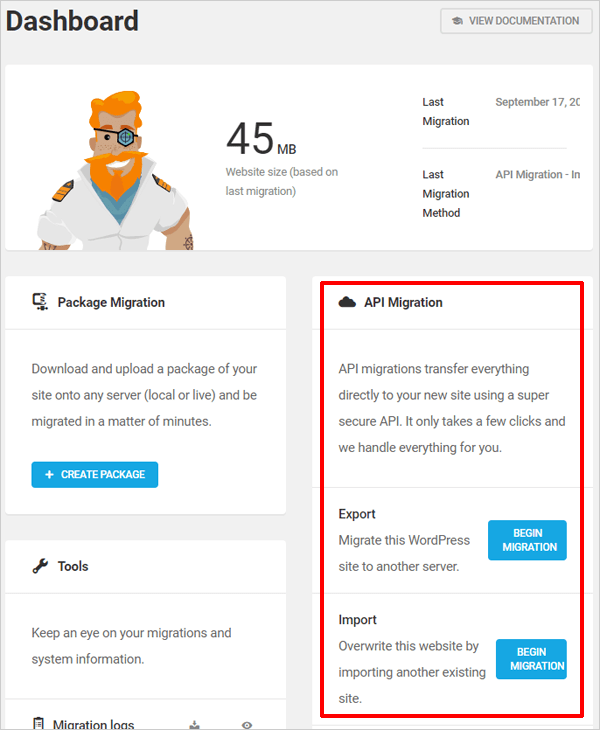 Dashboard
VIEW DOCUMENTATION
45 MB
Website size (based on
last migration)
Last
Migration
September 17, 20
Last
Migration
Method
API Migration - In
Package Migration
Download and upload a package of your
site onto any server (local or live) and be
migrated in a matter of minutes.
+ CREATE PACKAGE
Tools
Keep an eye on your migrations and
system information.
Migration logs
API Migration
API migrations transfer everything
directly to your new site using a super
secure API. It only takes a few clicks and
we handle everything for you.
Export
Migrate this WordPress
site to another server.
BEGIN
MIGRATION
Import
Overwrite this website by
importing another existing
site.
BEGIN
MIGRATION